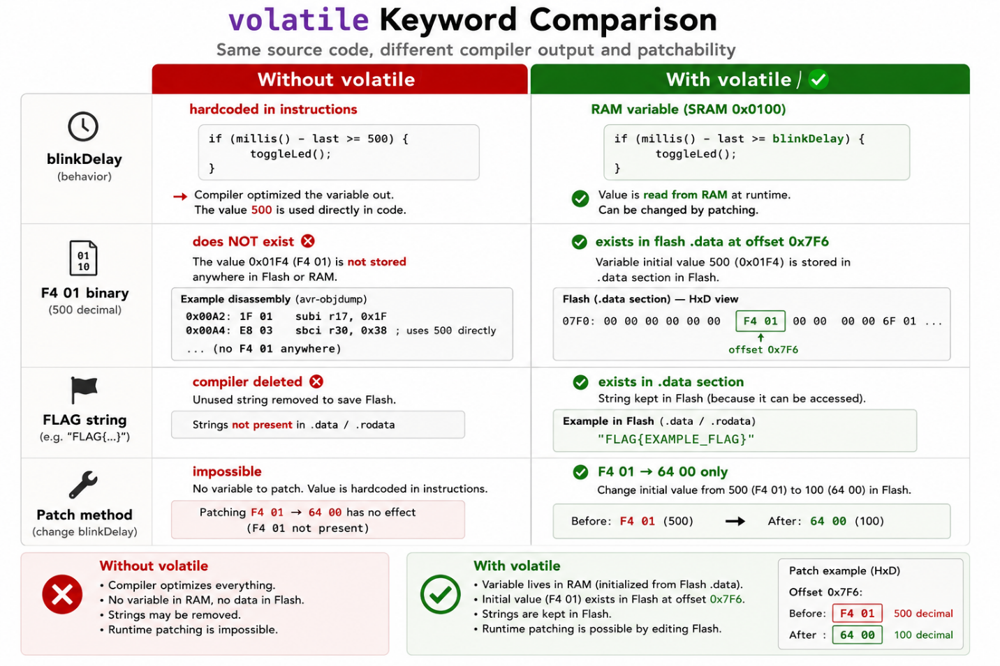 volatile Keyword Comparison
Same source code, different compiler output and patchability
Without volatile
With volatile /
blinkDelay
(behavior)
hardcoded in instructions
if (millis() - last >= 500) {
toggleLed();
}
→ Compiler optimized the variable out.
The value 500 is used directly in code.
RAM variable (SRAM 0x0100)
if (millis() - last >= blinkDelay) {
toggleLed();
}
Value is read from RAM at runtime.
Can be changed by patching.
01
10
F4 01 binary
(500 decimal)
does NOT exist
The value 0x01F4 (F4 01) is not stored
anywhere in Flash or RAM.
Example disassembly (avr-objdump)
0x00A2: 1F 01 subi r17, 0x1F
0x00A4: E8 03 sbci r30, 0x38 ; uses 500 directly
... (no F4 01 anywhere)
exists in flash .data at offset 0x7F6
Variable initial value 500 (0x01F4) is stored in
.data section in Flash.
Flash (.data section) — HxD view
07F0: 00 00 00 00 00 00 F4 01 00 00 00 00 6F 01 ...
offset 0x7F6
FLAG string
(e.g. "FLAG{...}")
compiler deleted
Unused string removed to save Flash.
Strings not present in .data / .rodata
exists in .data section
String kept in Flash (because it can be accessed).
Example in Flash (.data / .rodata)
"FLAG{EXAMPLE_FLAG}"
Patch method
(change blinkDelay)
impossible
No variable to patch. Value is hardcoded in instructions.
Patching F4 01 → 64 00 has no effect
(F4 01 not present)
F4 01 → 64 00 only
Change initial value from 500 (F4 01) to 100 (64 00) in Flash.
Before: F4 01 (500) → After: 64 00 (100)
Without volatile
• Compiler optimizes everything.
• No variable in RAM, no data in Flash.
• Strings may be removed.
• Runtime patching is impossible.
With volatile
• Variable lives in RAM (initialized from Flash .data).
• Initial value (F4 01) exists in Flash at offset 0x7F6.
• Strings are kept in Flash.
• Runtime patching is possible by editing Flash.
Patch example (HxD)
Offset 0x7F6:
Before: F4 01 500 decimal
After : 64 00 100 decimal